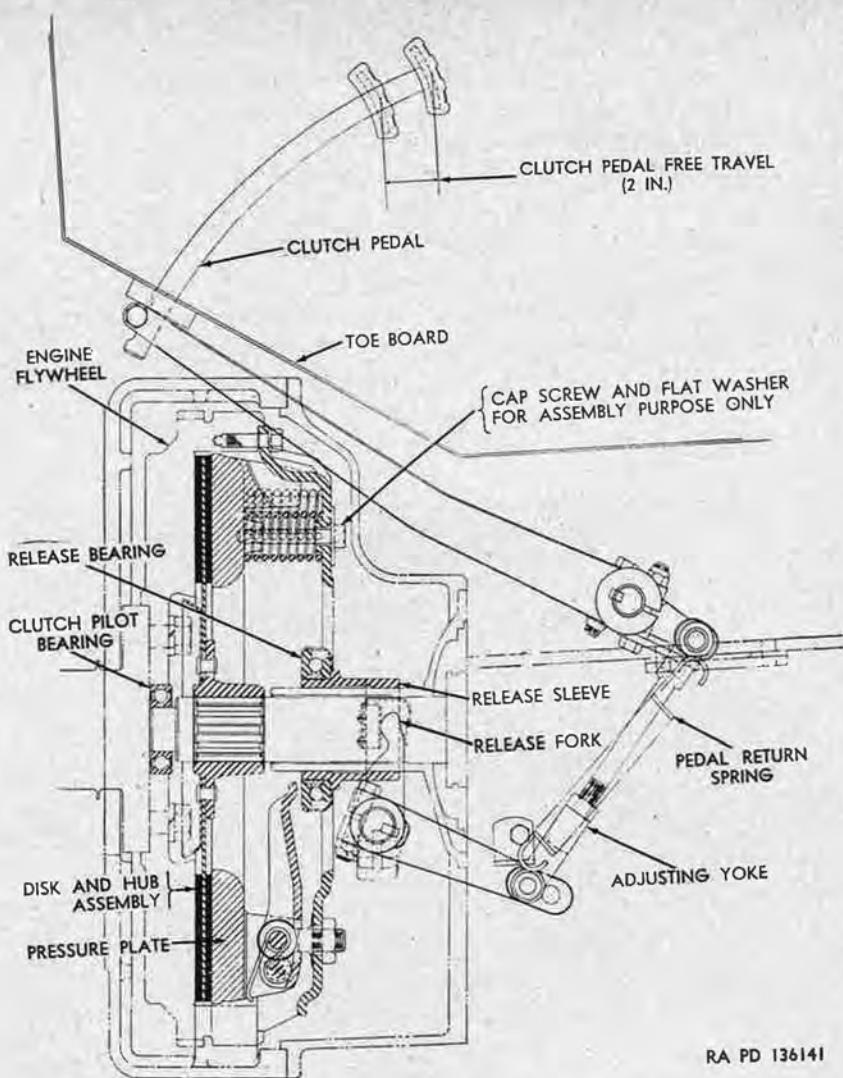 CLUTCH PEDAL FREE TRAVEL
(2 IN.)
CLUTCH PEDAL
TOE BOARD
ENGINE
FLYWHEEL
CAP SCREW AND FLAT WASHER
FOR ASSEMBLY PURPOSE ONLY
RELEASE BEARING
CLUTCH PILOT
BEARING
RELEASE SLEEVE
RELEASE FORK
PEDAL RETURN
SPRING
ADJUSTING YOKE
DISK AND HUB
ASSEMBLY
PRESSURE PLATE
RA PD 136141